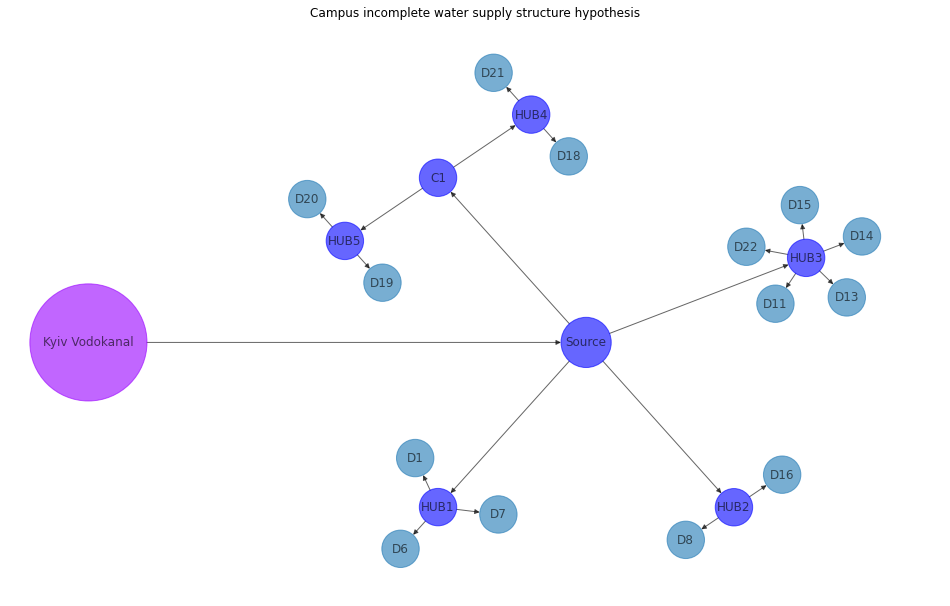 Campus incomplete water supply structure hypothesis
D21
HUB4
D18
C1
D20
HUB5
D19
D15
D14
D22
HUB3
D11
D13
Kyiv Vodokanal
Source
D1
HUB1
D7
D6
D16
HUB2
D8